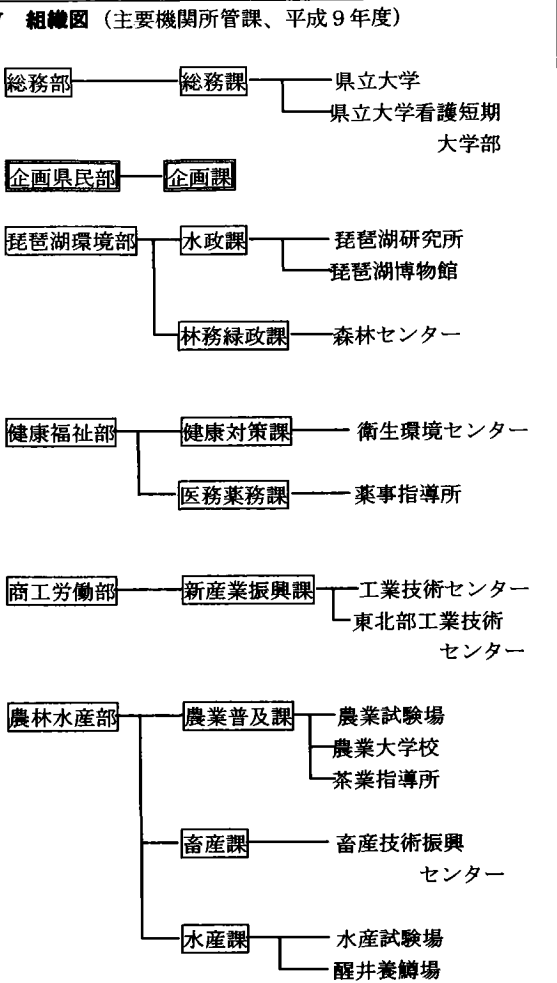 組織図（主要機関所管課、平成９年度）
総務部 総務課 県立大学
県立大学看護短期
大学部
企画県民部 企画課
琵琶湖環境部 水政課 琵琶湖研究所
琵琶湖博物館
林務緑政課 森林センター
健康福祉部 健康対策課 衛生環境センター
医務薬務課 薬事指導所
商工労働部 新産業振興課 工業技術センター
東北部工業技術
センター
農林水産部 農業普及課 農業試験場
農業大学校
茶業指導所
畜産課 畜産技術振興
センター
水産課 水産試験場
醒井養鱒場